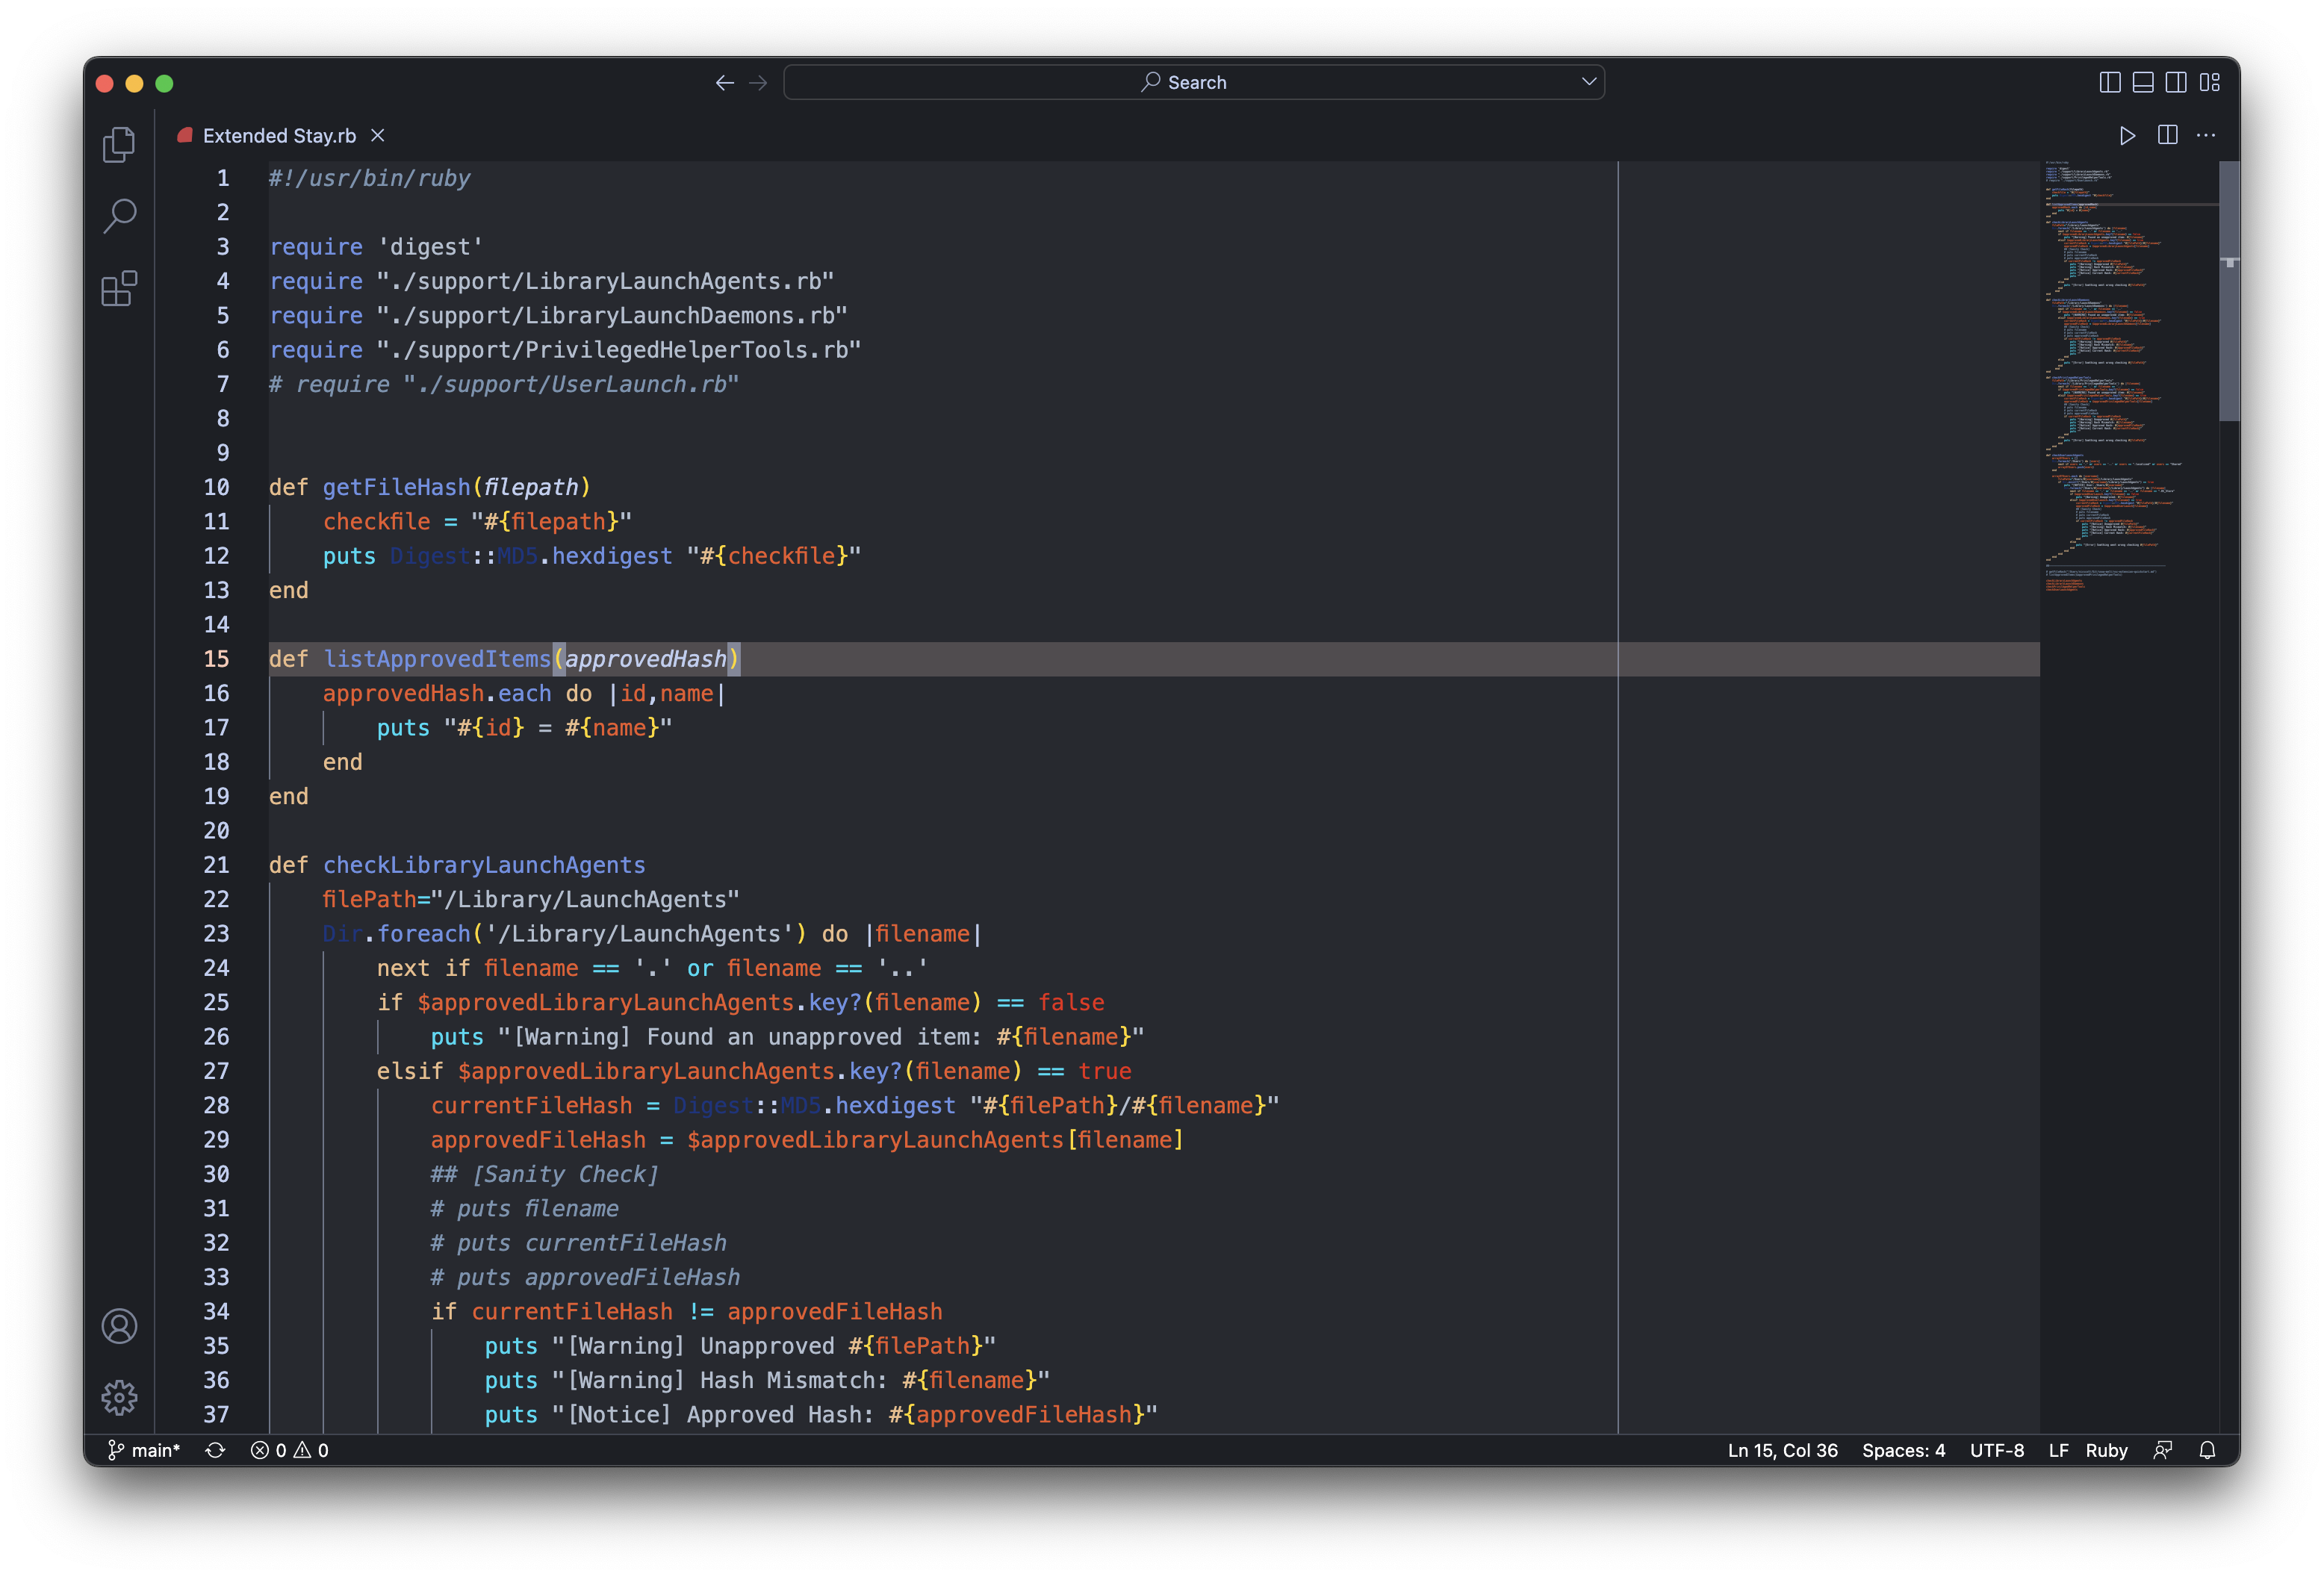 Search
Extended Stay.rb
1 #!/usr/bin/ruby
2
3 require 'digest'
4 require "./support/LibraryLaunchAgents.rb"
5 require "./support/LibraryLaunchDaemons.rb"
6 require "./support/PrivilegedHelperTools.rb"
7 # require "./support/UserLaunch.rb"
8
9
10 def getFileHash(filepath)
11     checkfile = "#{filepath}"
12     puts Digest::MD5.hexdigest "#{checkfile}"
13 end
14
15 def listApprovedItems(approvedHash)
16     approvedHash.each do |id,name|
17         puts "#{id} = #{name}"
18     end
19 end
20
21 def checkLibraryLaunchAgents
22     filePath="/Library/LaunchAgents"
23     Dir.foreach('/Library/LaunchAgents') do |filename|
24         next if filename == '.' or filename == '..'
25         if $approvedLibraryLaunchAgents.key?(filename) == false
26             puts "[Warning] Found an unapproved item: #{filename}"
27         elsif $approvedLibraryLaunchAgents.key?(filename) == true
28             currentFileHash = Digest::MD5.hexdigest "#{filePath}/#{filename}"
29             approvedFileHash = $approvedLibraryLaunchAgents[filename]
30             ## [Sanity Check]
31             # puts filename
32             # puts currentFileHash
33             # puts approvedFileHash
34             if currentFileHash != approvedFileHash
35                 puts "[Warning] Unapproved #{filePath}"
36                 puts "[Warning] Hash Mismatch: #{filename}"
37                 puts "[Notice] Approved Hash: #{approvedFileHash}"
main* 0 0 Ln 15, Col 36 Spaces: 4 UTF-8 LF Ruby